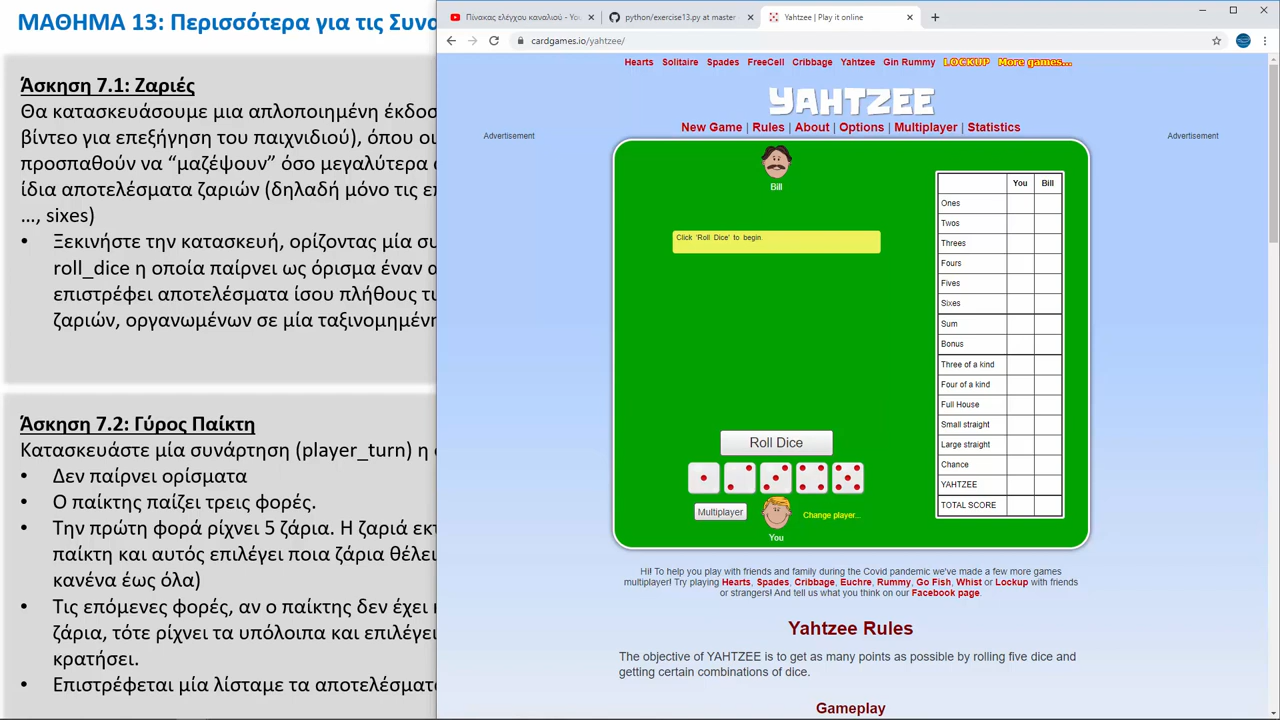 ΜΑΘΗΜΑ 13: Περισσότερα για τις Συνα
Άσκηση 7.1: Ζαριές
Θα κατασκευάσουμε μια απλοποιημένη έκδοσ
βίντεο για επεξήγηση του παιχνιδιού), όπου οι
προσπαθούν να “μαζέψουν” όσο μεγαλύτερα
ίδια αποτελέσματα ζαριών (δηλαδή μόνο τις επ
..., sixes)
• Ξεκινήστε την κατασκευή, ορίζοντας μία συ
roll_dice η οποία παίρνει ως όρισμα έναν α
επιστρέφει αποτελέσματα ίσου πλήθους τυ
ζαριών, οργανωμένων σε μία ταξινομημένη
Άσκηση 7.2: Γύρος Παίκτη
Κατασκευάστε μία συνάρτηση (player_turn) η
• Δεν παίρνει ορίσματα
• Ο παίκτης παίζει τρεις φορές.
• Την πρώτη φορά ρίχνει 5 ζάρια. Η ζαριά εκτ
παίκτη και αυτός επιλέγει ποια ζάρια θέλει
κανένα έως όλα)
• Τις επόμενες φορές, αν ο παίκτης δεν έχει κ
ζάρια, τότε ρίχνει τα υπόλοιπα και επιλέγει
κρατήσει.
• Επιστρέφεται μία λίσταμε τα αποτελέσματ
Πίνακας ελέγχου καναλιού - You
python/exercise13.py at master
Yahtzee | Play it online
cardgames.io/yahtzee/
Hearts Solitaire Spades FreeCell Cribbage Yahtzee Gin Rummy LOCKUP More games...
YAHTZEE
New Game | Rules | About | Options | Multiplayer | Statistics
Advertisement
Advertisement
Bill
Click 'Roll Dice' to begin.
You Bill
Ones
Twos
Threes
Fours
Fives
Sixes
Sum
Bonus
Three of a kind
Four of a kind
Full House
Small straight
Large straight
Chance
YAHTZEE
TOTAL SCORE
Roll Dice
Multiplayer
Change player...
You
Hi! To help you play with friends and family during the Covid pandemic we've made a few more games
multiplayer! Try playing Hearts, Spades, Cribbage, Euchre, Rummy, Go Fish, Whist or Lockup with friends
or strangers! And tell us what you think on our Facebook page.
Yahtzee Rules
The objective of YAHTZEE is to get as many points as possible by rolling five dice and
getting certain combinations of dice.
Gameplay